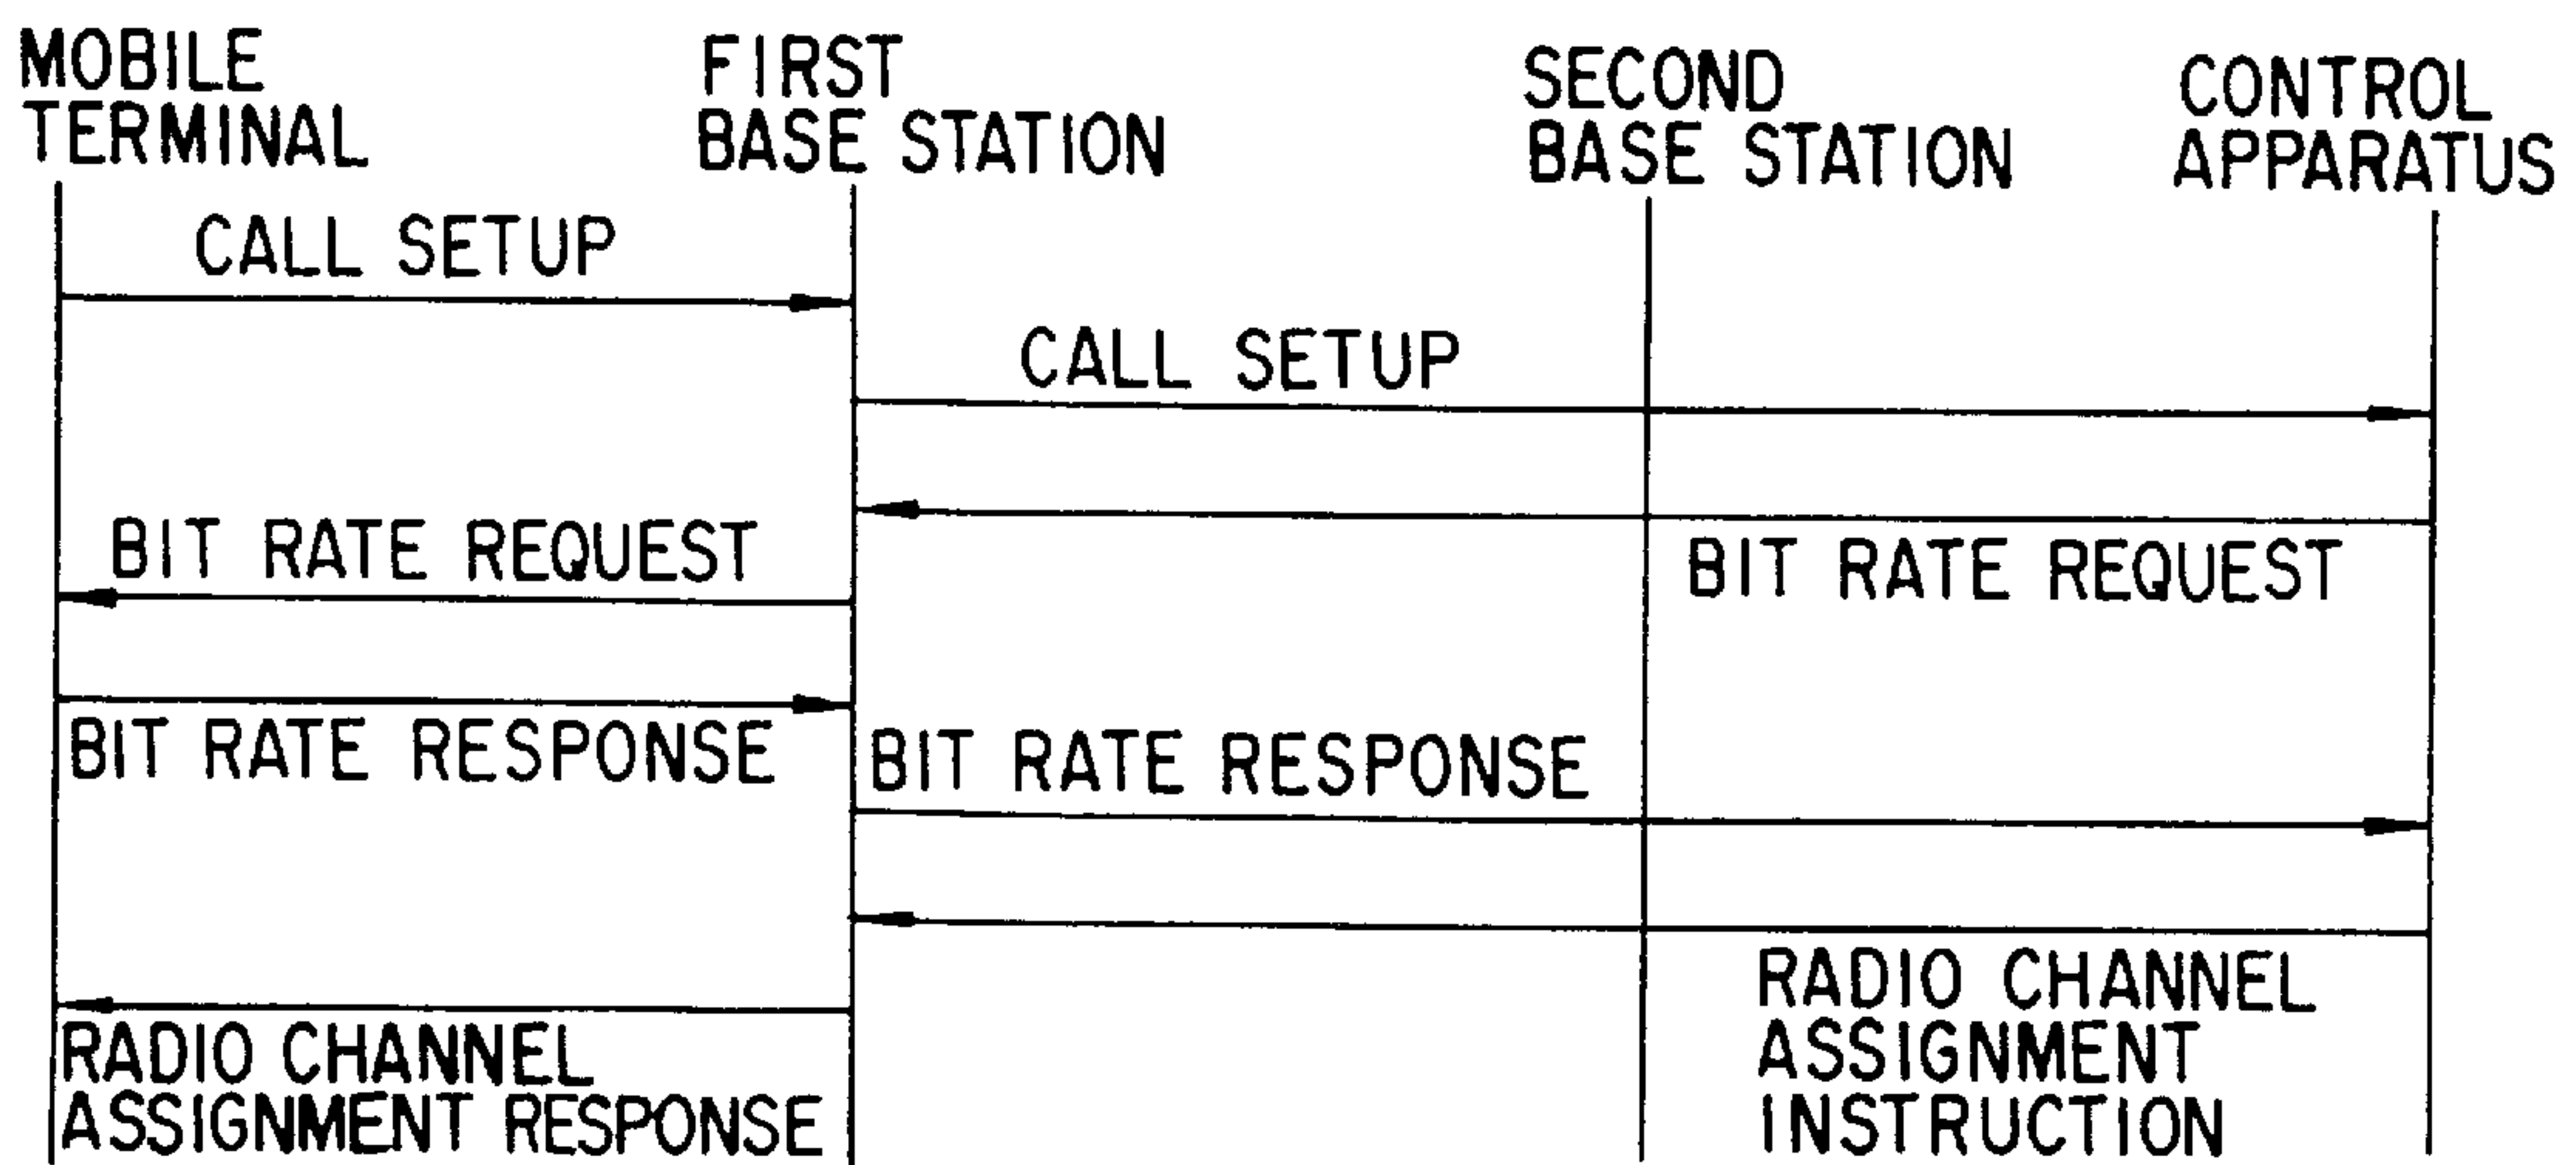 MOBILE
TERMINAL
FIRST
BASE STATION
SECOND
BASE STATION
CONTROL
APPARATUS
CALL SETUP
CALL SETUP
BIT RATE REQUEST
BIT RATE REQUEST
BIT RATE RESPONSE
BIT RATE RESPONSE
RADIO CHANNEL
ASSIGNMENT
INSTRUCTION
RADIO CHANNEL
ASSIGNMENT RESPONSE